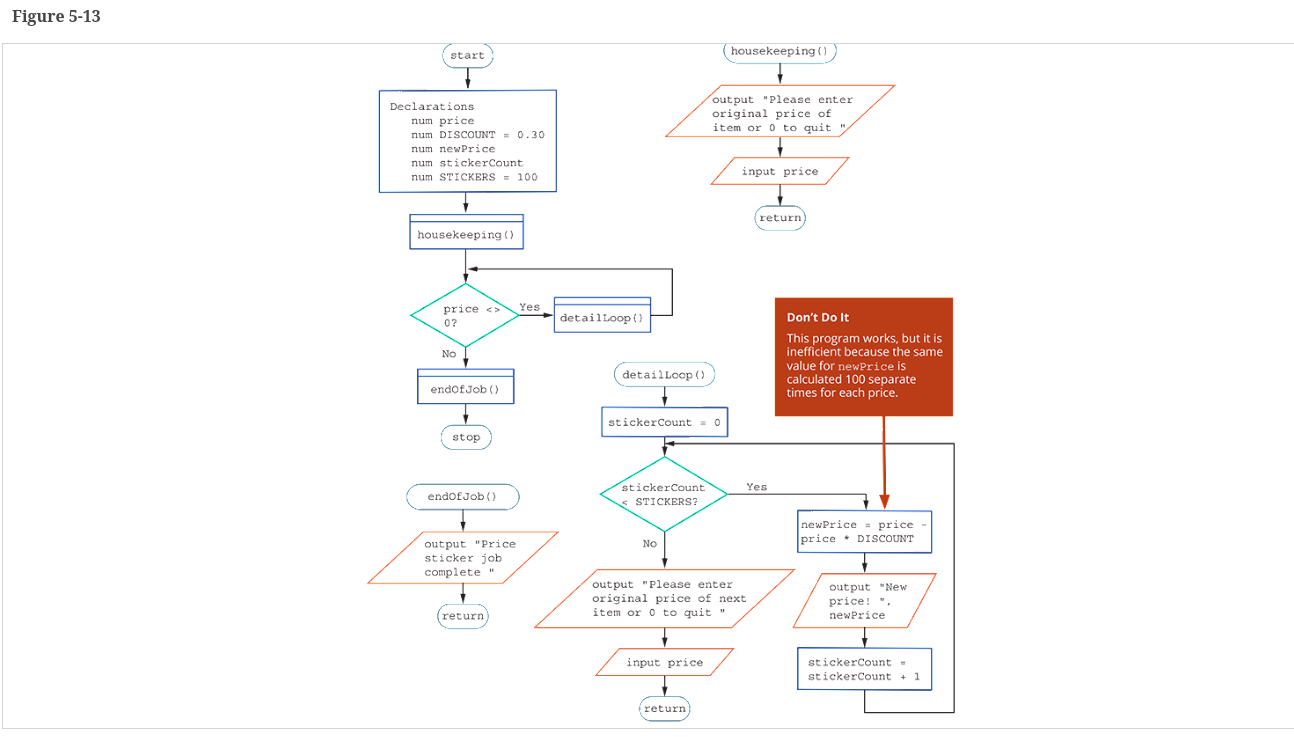 Figure 5-13
start
Declarations
num price
num DISCOUNT = 0.30
num newPrice
num stickerCount
num STICKERS = 100
housekeeping()
price <>
0?
Yes
detailLoop()
No
endOfJob()
stop
housekeeping()
output "Please enter
original price of
item or 0 to quit "
input price
return
endOfJob()
output "Price
sticker job
complete "
return
detailLoop()
stickerCount = 0
stickerCount
< STICKERS?
Yes
No
output "Please enter
original price of next
item or 0 to quit "
input price
return
Don't Do It
This program works, but it is
inefficient because the same
value for newPrice is
calculated 100 separate
times for each price.
newPrice = price -
price * DISCOUNT
output "New
price! ",
newPrice
stickerCount =
stickerCount + 1